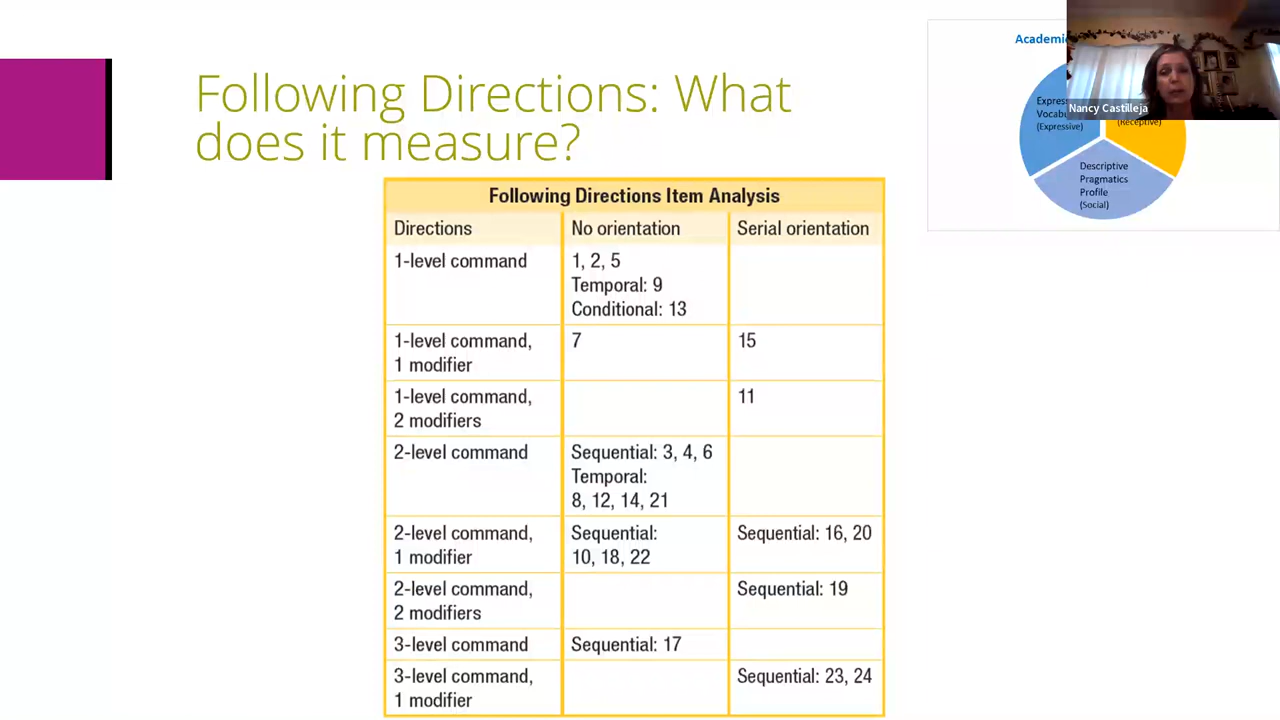 Following Directions: What
does it measure?
Following Directions Item Analysis
Directions
No orientation
Serial orientation
1-level command
1, 2, 5
Temporal: 9
Conditional: 13
1-level command,
1 modifier
7
15
1-level command,
2 modifiers
11
2-level command
Sequential: 3, 4, 6
Temporal:
8, 12, 14, 21
2-level command,
1 modifier
Sequential:
10, 18, 22
Sequential: 16, 20
2-level command,
2 modifiers
Sequential: 19
3-level command
Sequential: 17
3-level command,
1 modifier
Sequential: 23, 24
Nancy Castilleja
(Expressive)
(Receptive)
Descriptive
Pragmatics
Profile
(Social)